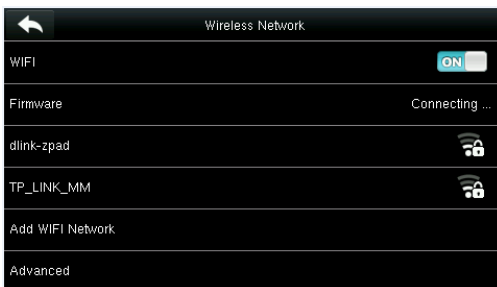 Wireless Network
WIFI ON
Firmware Connecting ...
dlink-zpad
TP_LINK_MM
Add WIFI Network
Advanced